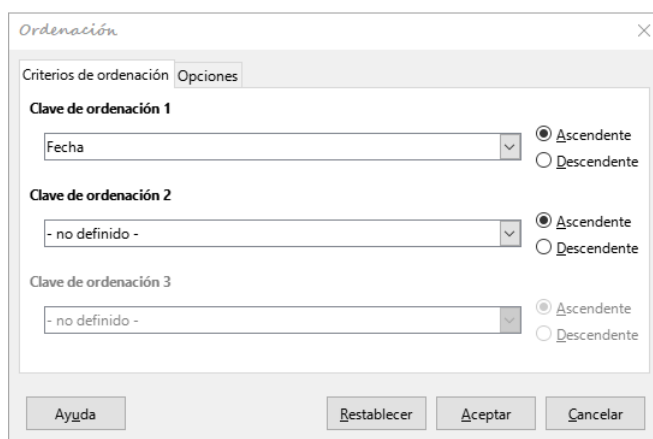 Ordenación
Criterios de ordenación Opciones
Clave de ordenación 1
Fecha
Ascendente
Descendente
Clave de ordenación 2
- no definido -
Ascendente
Descendente
Clave de ordenación 3
- no definido -
Ascendente
Descendente
Ayuda Restablecer Aceptar Cancelar